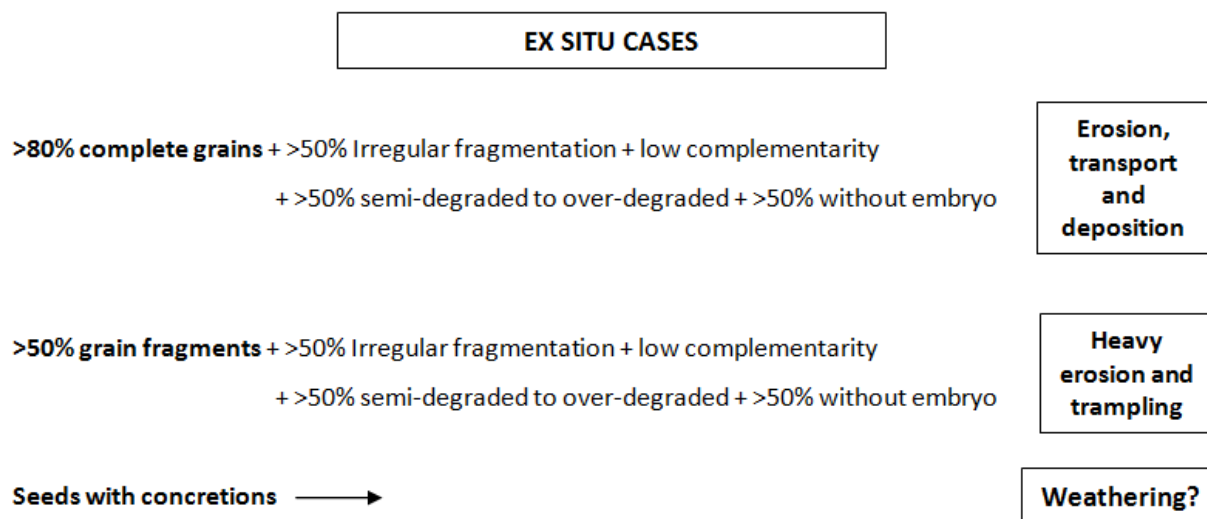 EX SITU CASES
>80% complete grains + >50% Irregular fragmentation + low complementarity
+ >50% semi-degraded to over-degraded + >50% without embryo
Erosion,
transport
and
deposition
>50% grain fragments + >50% Irregular fragmentation + low complementarity
+ >50% semi-degraded to over-degraded + >50% without embryo
Heavy
erosion and
trampling
Seeds with concretions
Weathering?